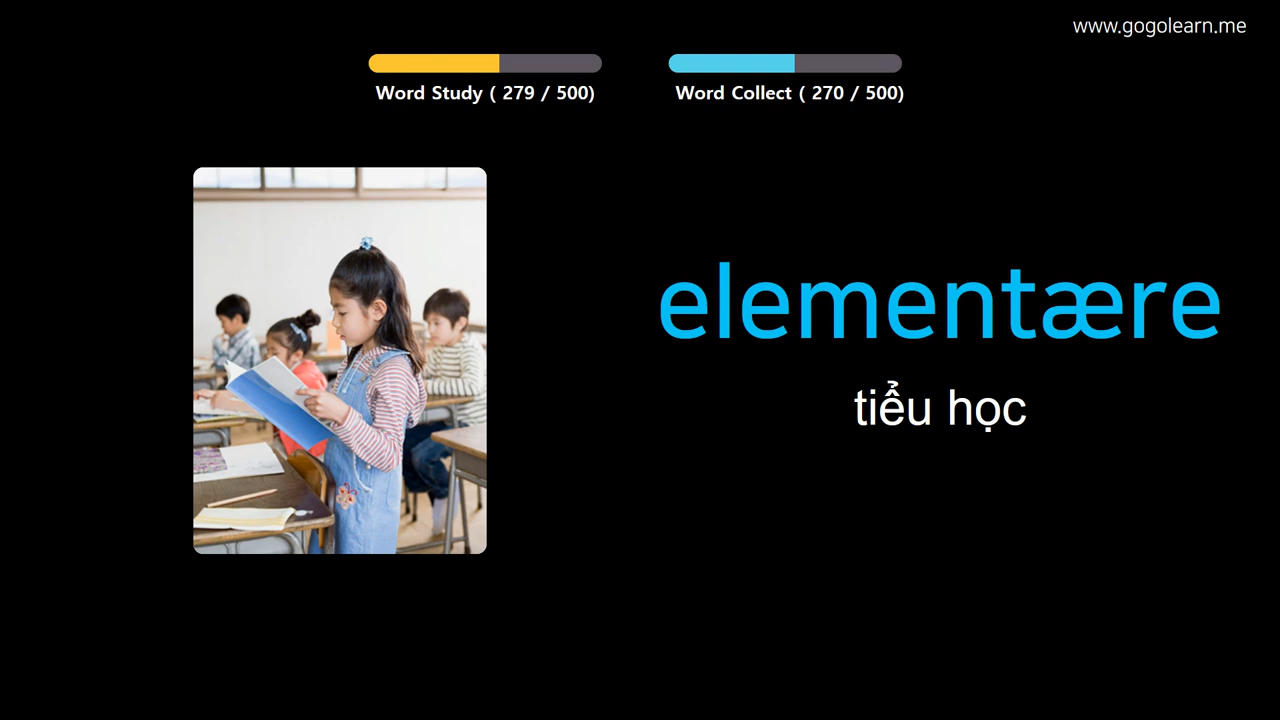 www.gogolearn.me
Word Study ( 279 / 500)
Word Collect ( 270 / 500)
elementære
tiểu học